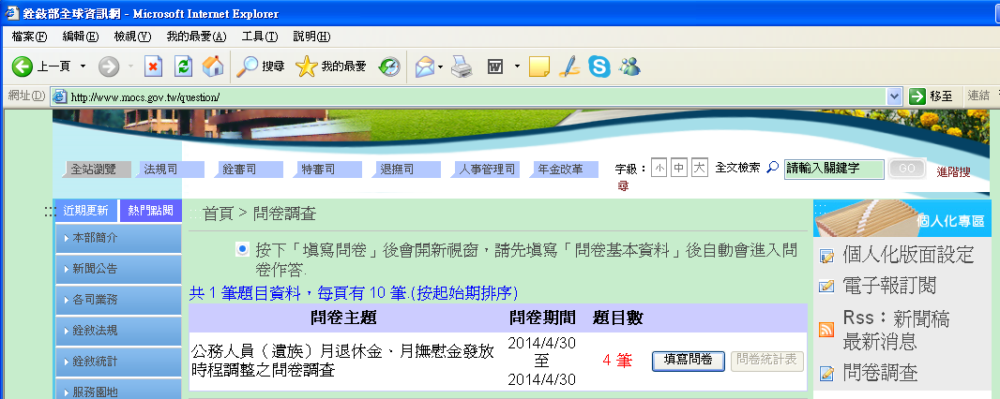 銓敘部全球資訊網 - Microsoft Internet Explorer
檔案(F) 編輯(E) 檢視(V) 我的最愛(A) 工具(T) 說明(H)
上一頁 搜尋 我的最愛
網址(D) http://www.mocs.gov.tw/question/ 移至 連結
全站瀏覽 法規司 銓審司 特審司 退撫司 人事管理司 年金改革 字級：小 中 大 全文檢索 請輸入關鍵字 GO 進階搜
尋
近期更新 熱門點閱
::: 首頁 > 問卷調查
個人化專區
本部簡介
新聞公告
各司業務
銓敘法規
銓敘統計
服務園地
按下「填寫問卷」後會開新視窗，請先填寫「問卷基本資料」後自動會進入問
卷作答.
共 1 筆題目資料，每頁有 10 筆.(按起始期排序)
問卷主題 問卷期間 題目數
公務人員（遺族）月退休金、月撫慰金發放
時程調整之問卷調查
2014/4/30
至
2014/4/30
4 筆 填寫問卷 問卷統計表
個人化版面設定
電子報訂閱
Rss：新聞稿
最新消息
問卷調查